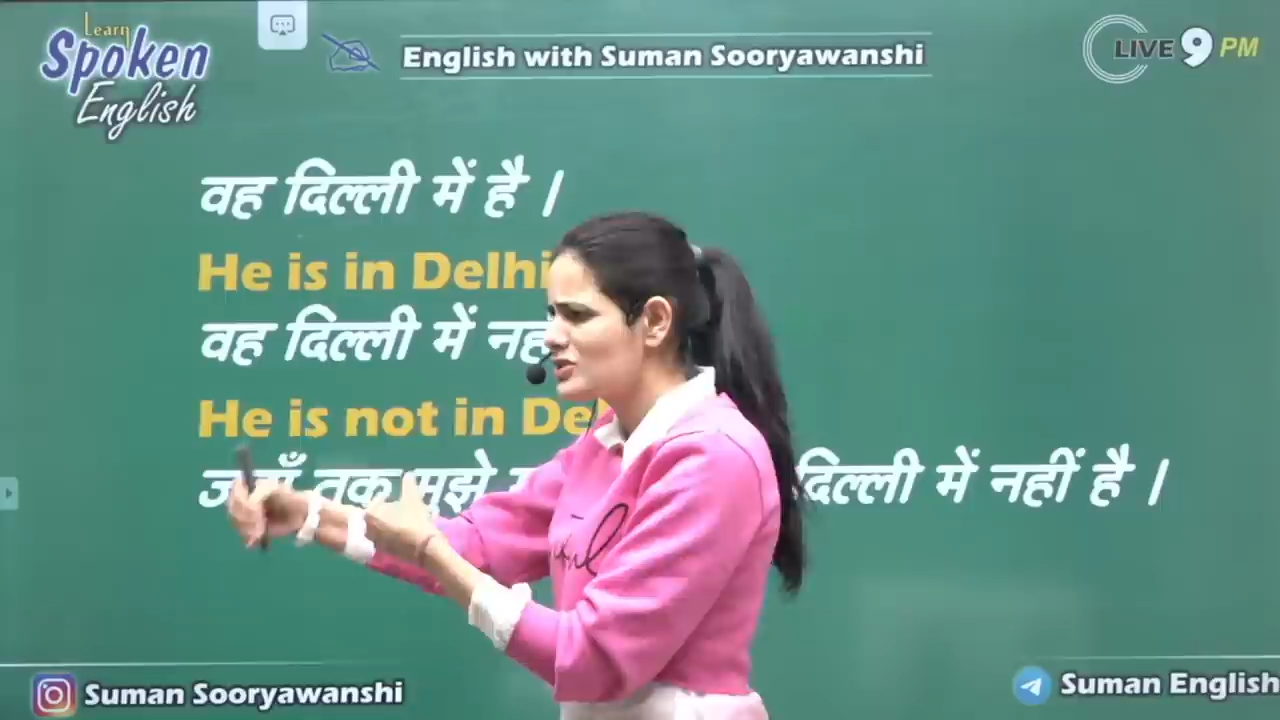 Learn
Spoken
English
English with Suman Sooryawanshi
LIVE 9 PM
वह दिल्ली में है ।
He is in Delhi
वह दिल्ली में
He is not in
तक मुझे दिल्ली में नहीं है ।
Suman Sooryawanshi
Suman English